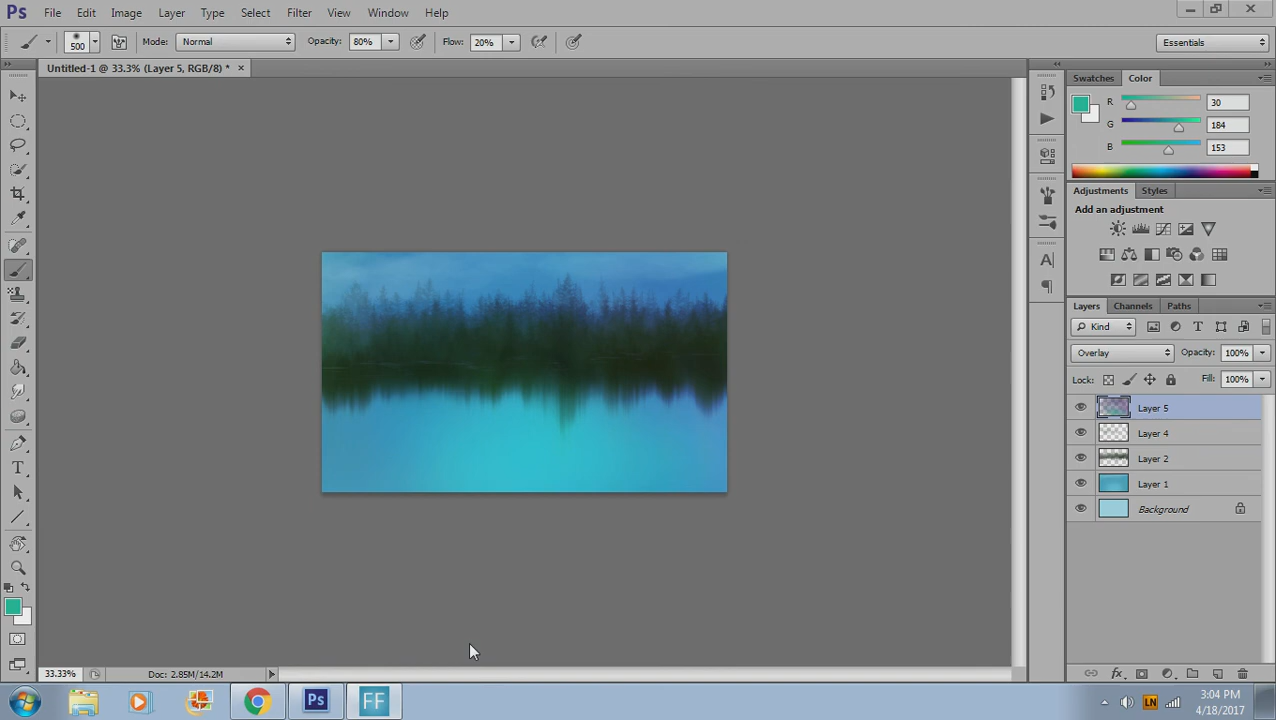 Ps File Edit Image Layer Type Select Filter View Window Help
500 Mode: Normal Opacity: 80% Flow: 20% Essentials
Untitled-1 @ 33.3% (Layer 5, RGB/8) * ×
Swatches Color
R 30
G 184
B 153
Adjustments Styles
Add an adjustment
Layers Channels Paths
Kind
Overlay Opacity: 100%
Lock: Fill: 100%
Layer 5
Layer 4
Layer 2
Layer 1
Background
33.33% Doc: 2.85M/14.2M
Ps FF LN 3:04 PM
4/18/2017